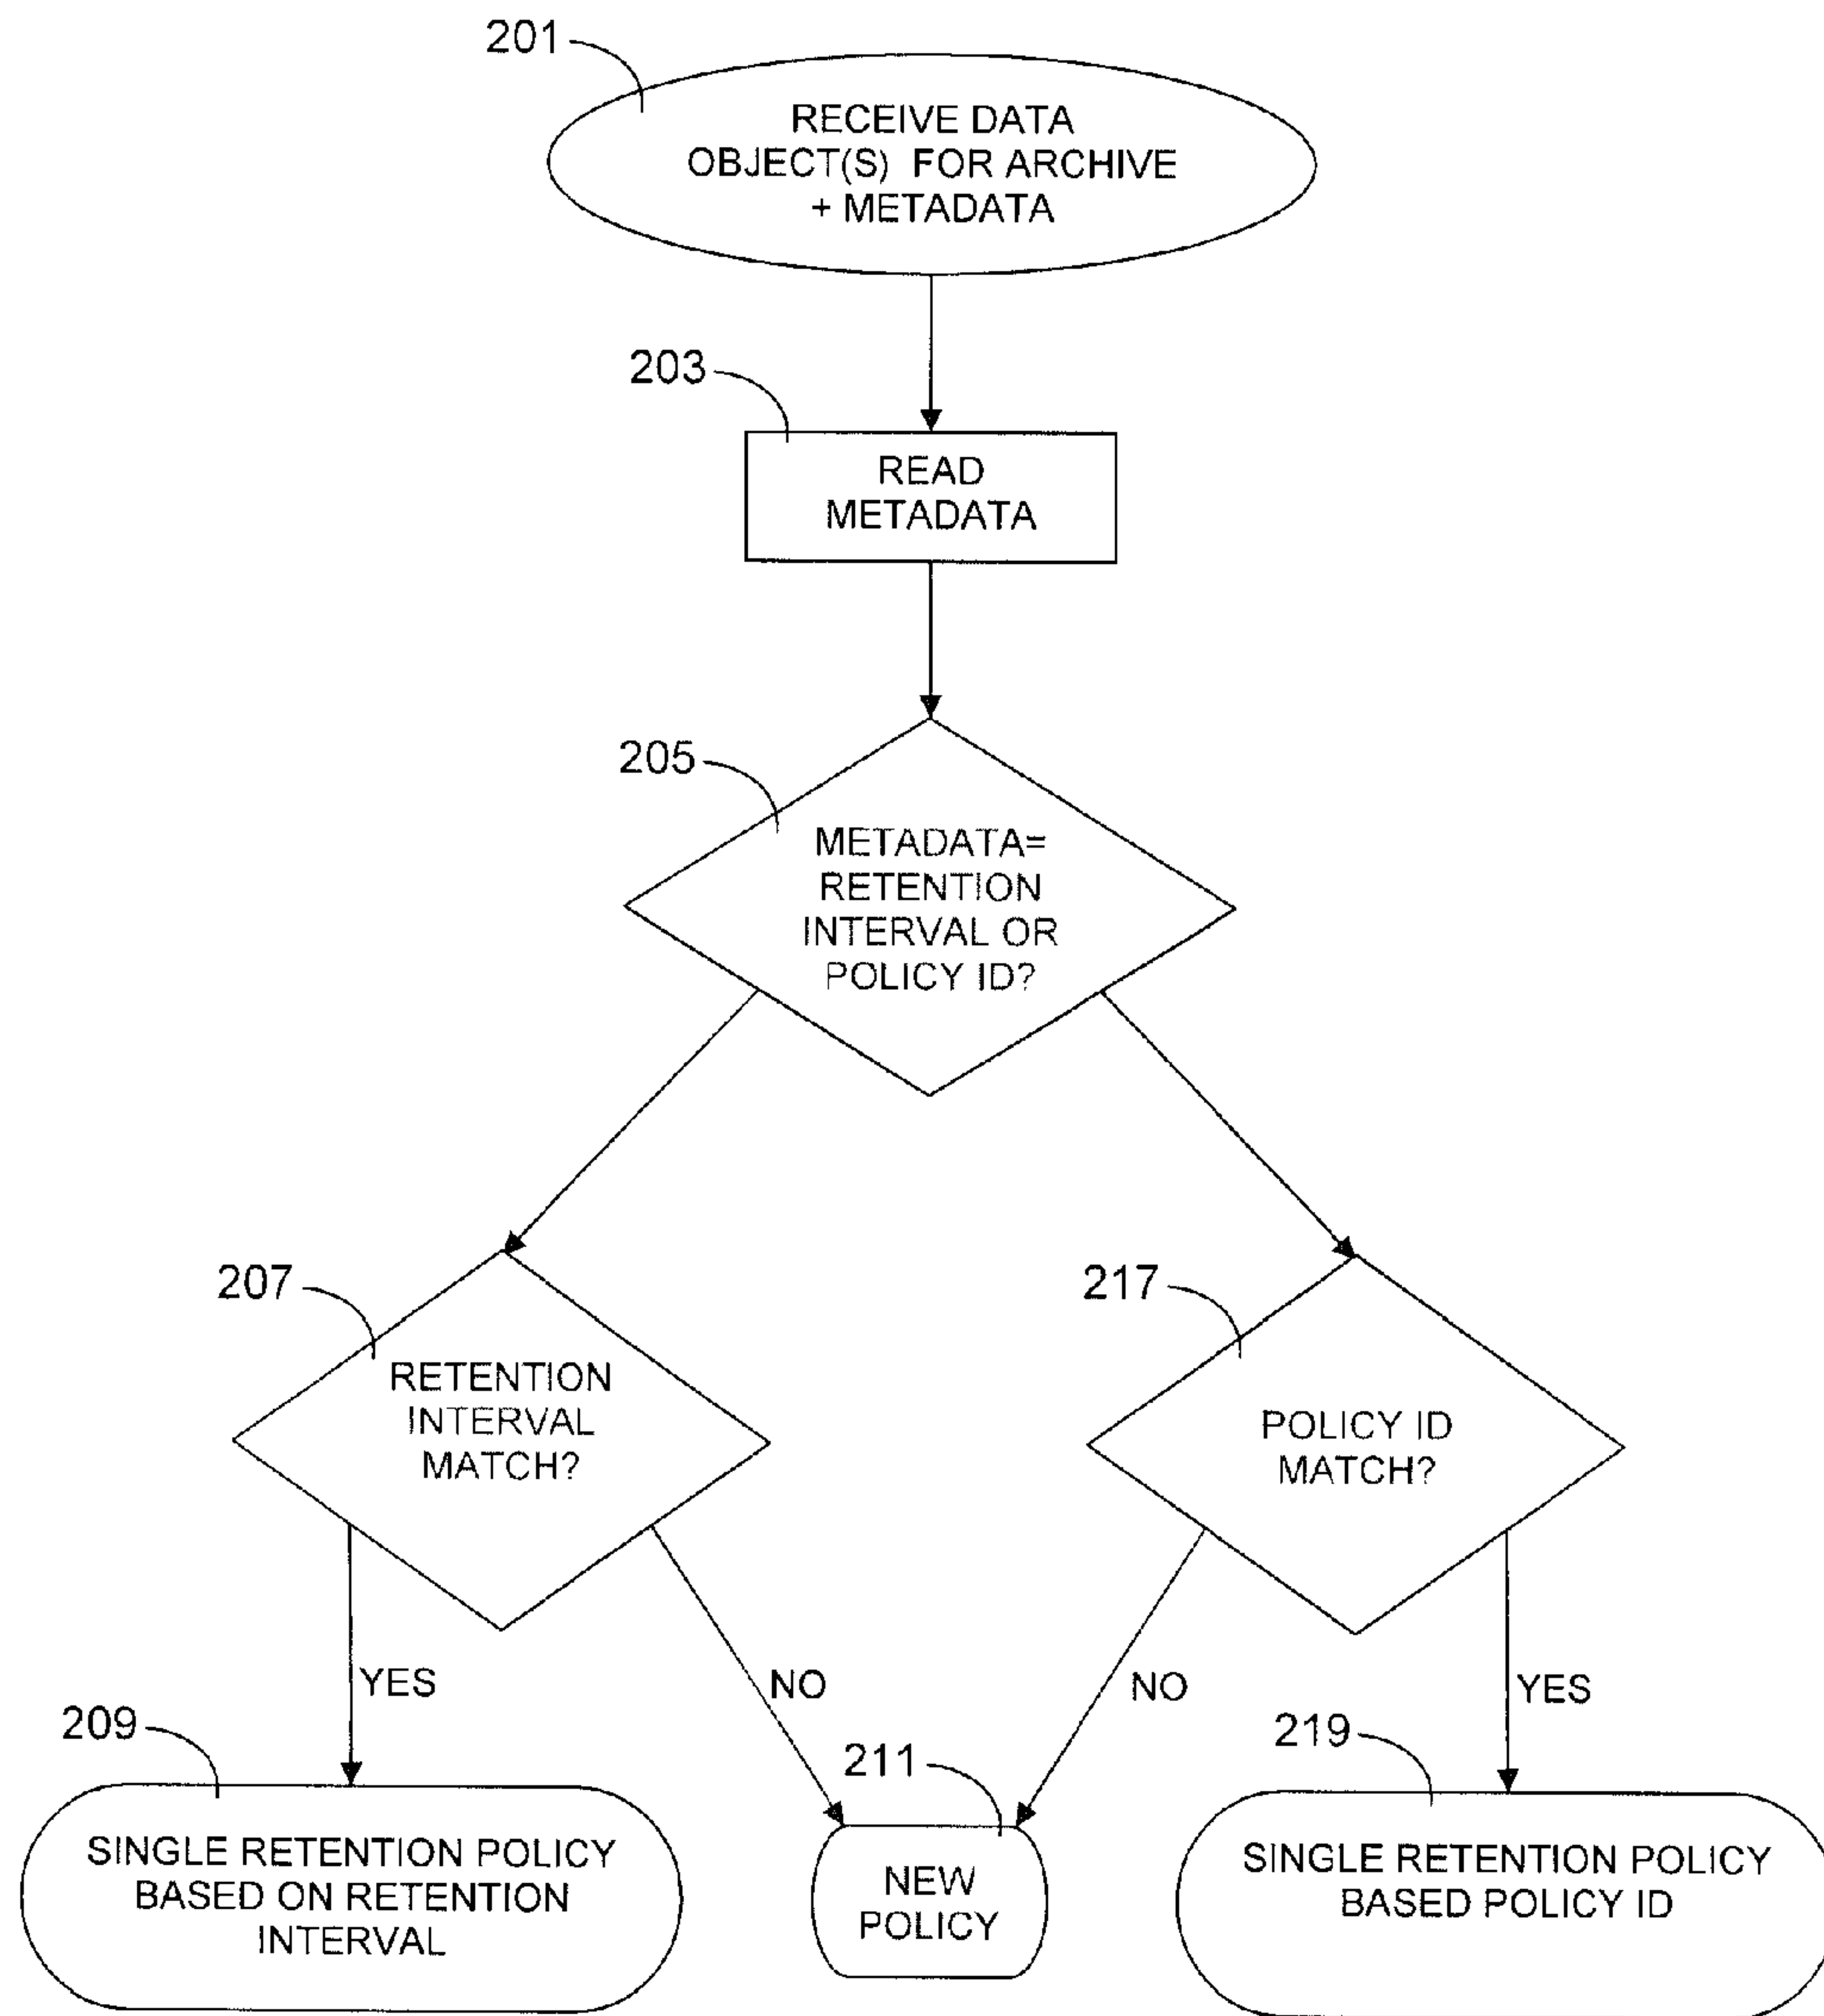 201
RECEIVE DATA
OBJECT(S) FOR ARCHIVE
+ METADATA
203
READ
METADATA
205
METADATA=
RETENTION
INTERVAL OR
POLICY ID?
207
RETENTION
INTERVAL
MATCH?
217
POLICY ID
MATCH?
YES
NO
NO
YES
209
SINGLE RETENTION POLICY
BASED ON RETENTION
INTERVAL
211
NEW
POLICY
219
SINGLE RETENTION POLICY
BASED POLICY ID